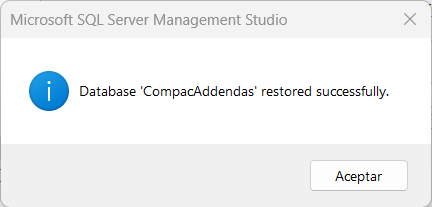 Microsoft SQL Server Management Studio
Database 'CompacAddendas' restored successfully.
Aceptar